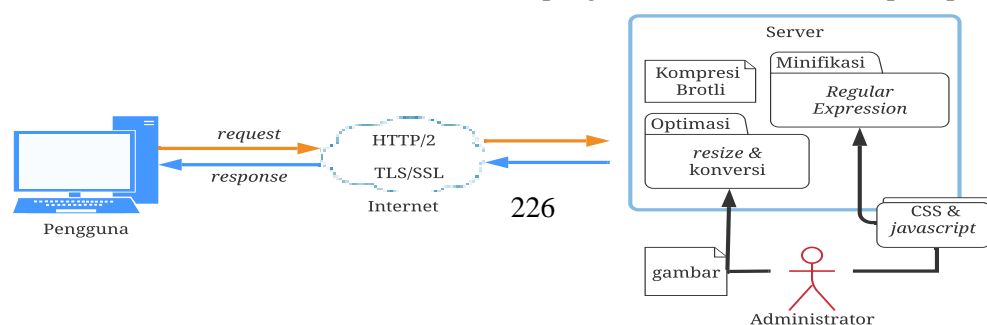 Server
Minifikasi
Kompresi
Brotli
Regular
Expression
Optimasi
resize &
konversi
request
response
HTTP/2
TLS/SSL
Internet
Pengguna
226
CSS &
javascript
gambar
Administrator